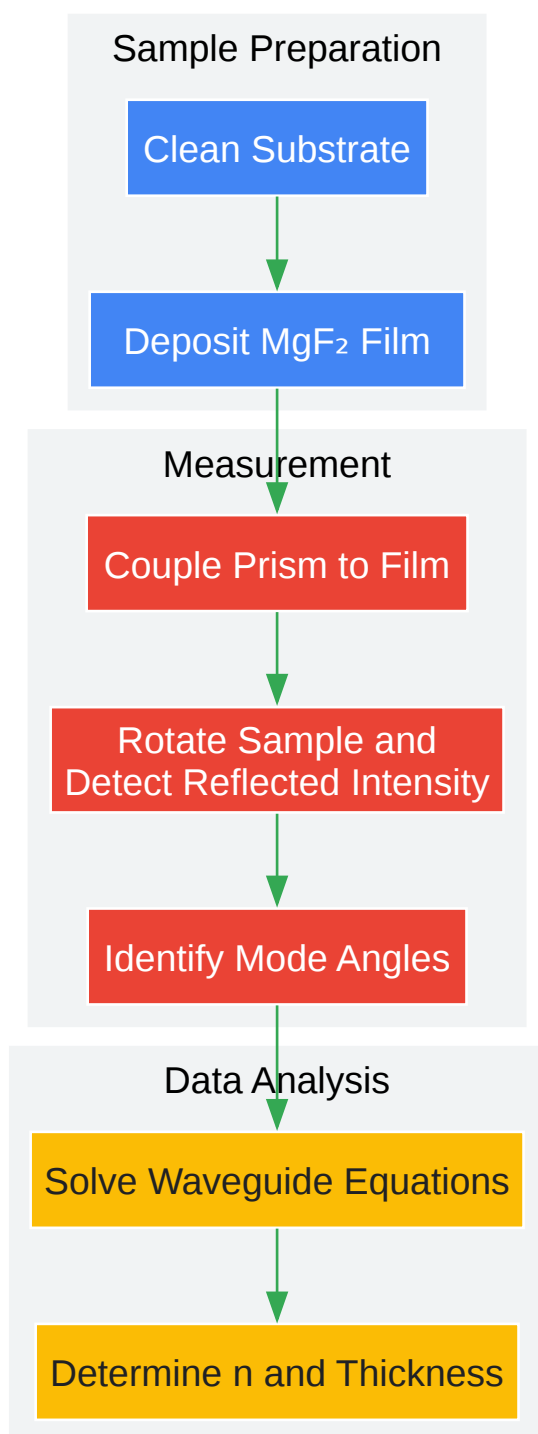 Sample Preparation
Clean Substrate
Deposit MgF₂ Film
Measurement
Couple Prism to Film
Rotate Sample and
Detect Reflected Intensity
Identify Mode Angles
Data Analysis
Solve Waveguide Equations
Determine n and Thickness